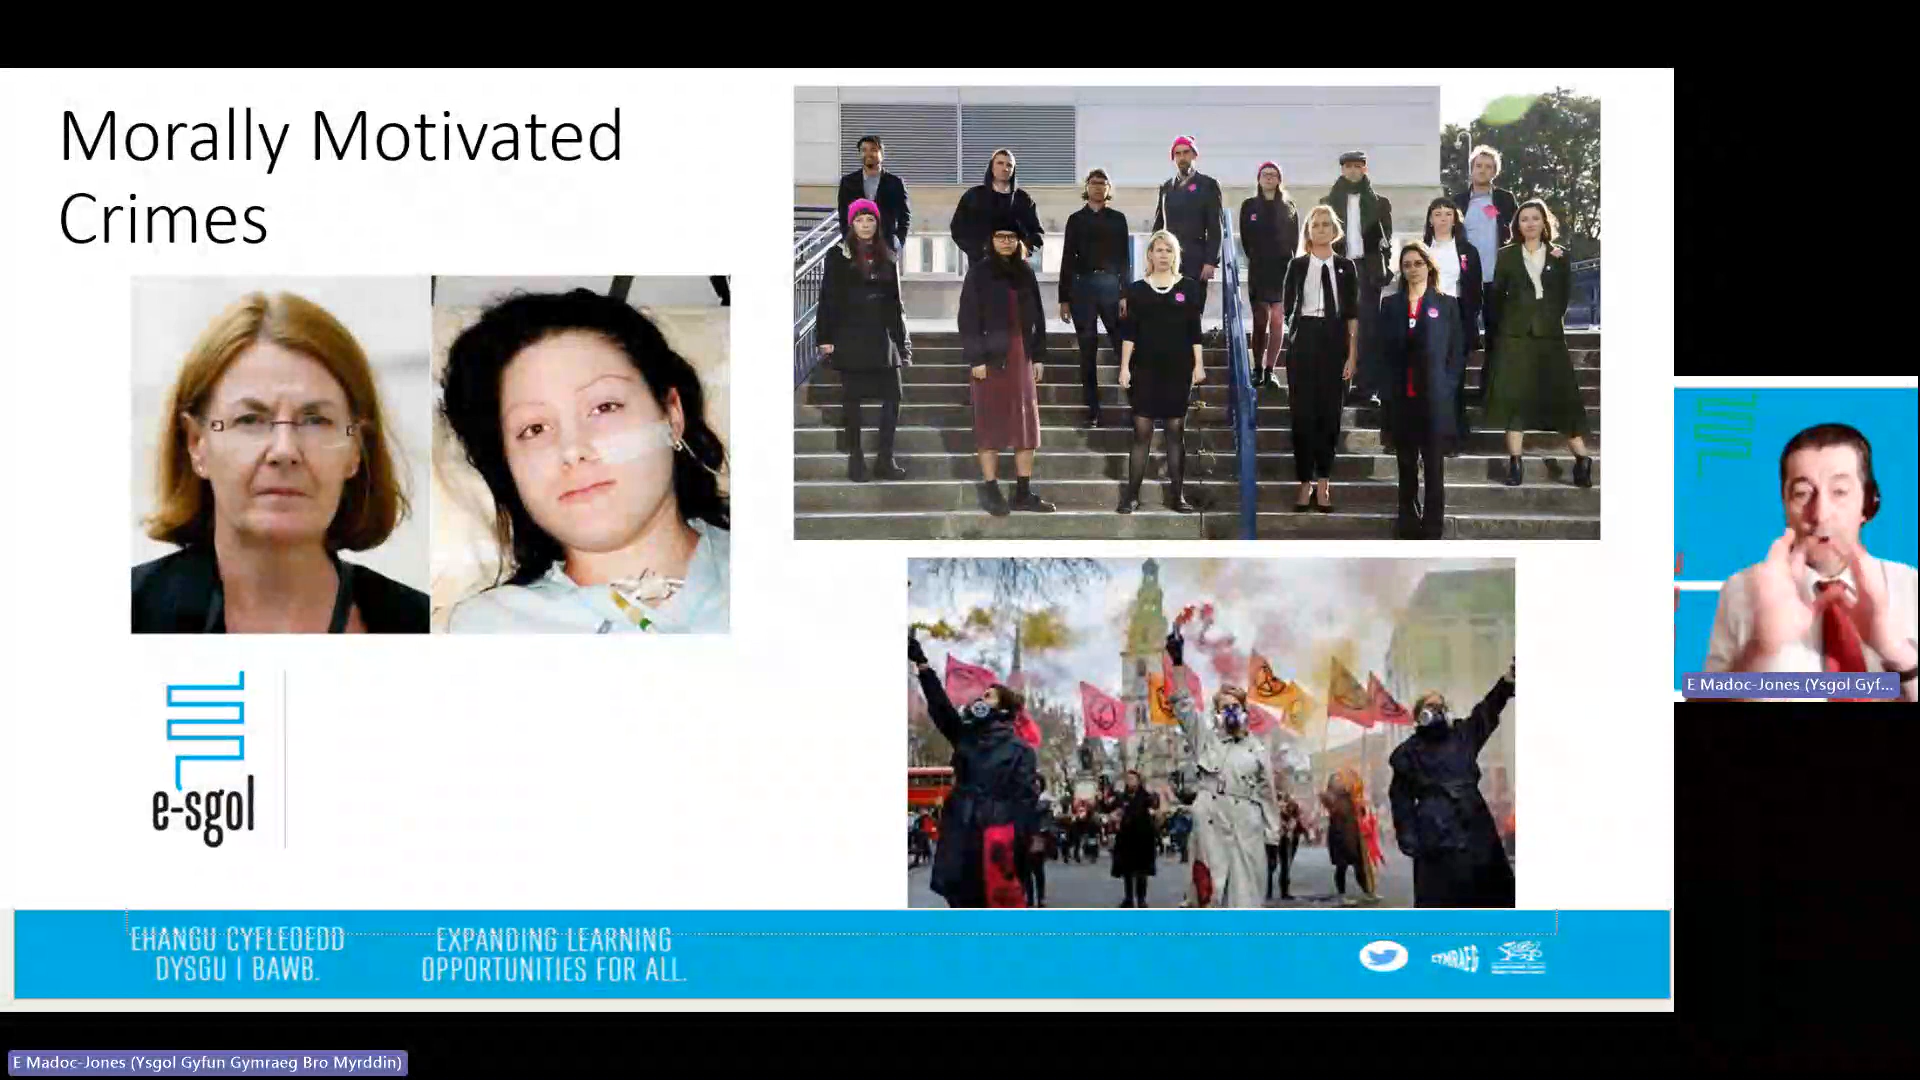 Morally Motivated
Crimes
e-sgol
EHANGU CYFLEOEDD
DYSGU I BAWB.
EXPANDING LEARNING
OPPORTUNITIES FOR ALL.
CYMRAEG
E Madoc-Jones (Ysgol Gyf...
E Madoc-Jones (Ysgol Gyfun Gymraeg Bro Myrddin)